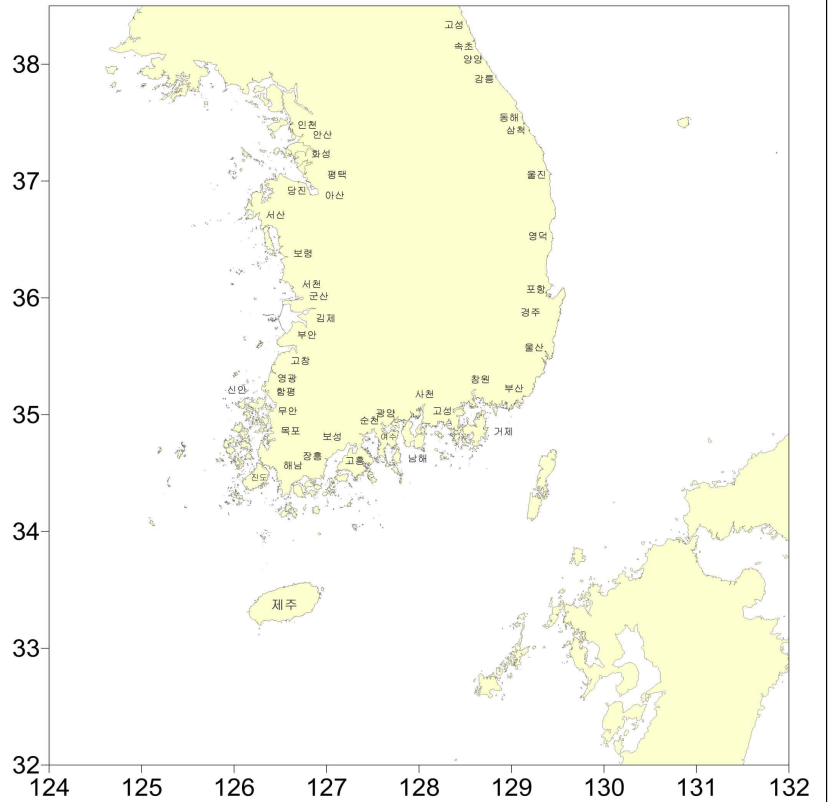 고성
속초
38
양양
강릉
동해
인천
삼척
안산
화성
평택
울진
37
당진
아산
서산
영덕
보령
서천
포항
36
군산
경주
김제
부안
울산
고창
영광
창원
신안
함평
사천
부산
무안
광양
고성
35
순천
목포
보성
여수
거제
장흥
고흥
남해
해남
진도
34
제주
33
32
124 125 126 127 128 129 130 131 132